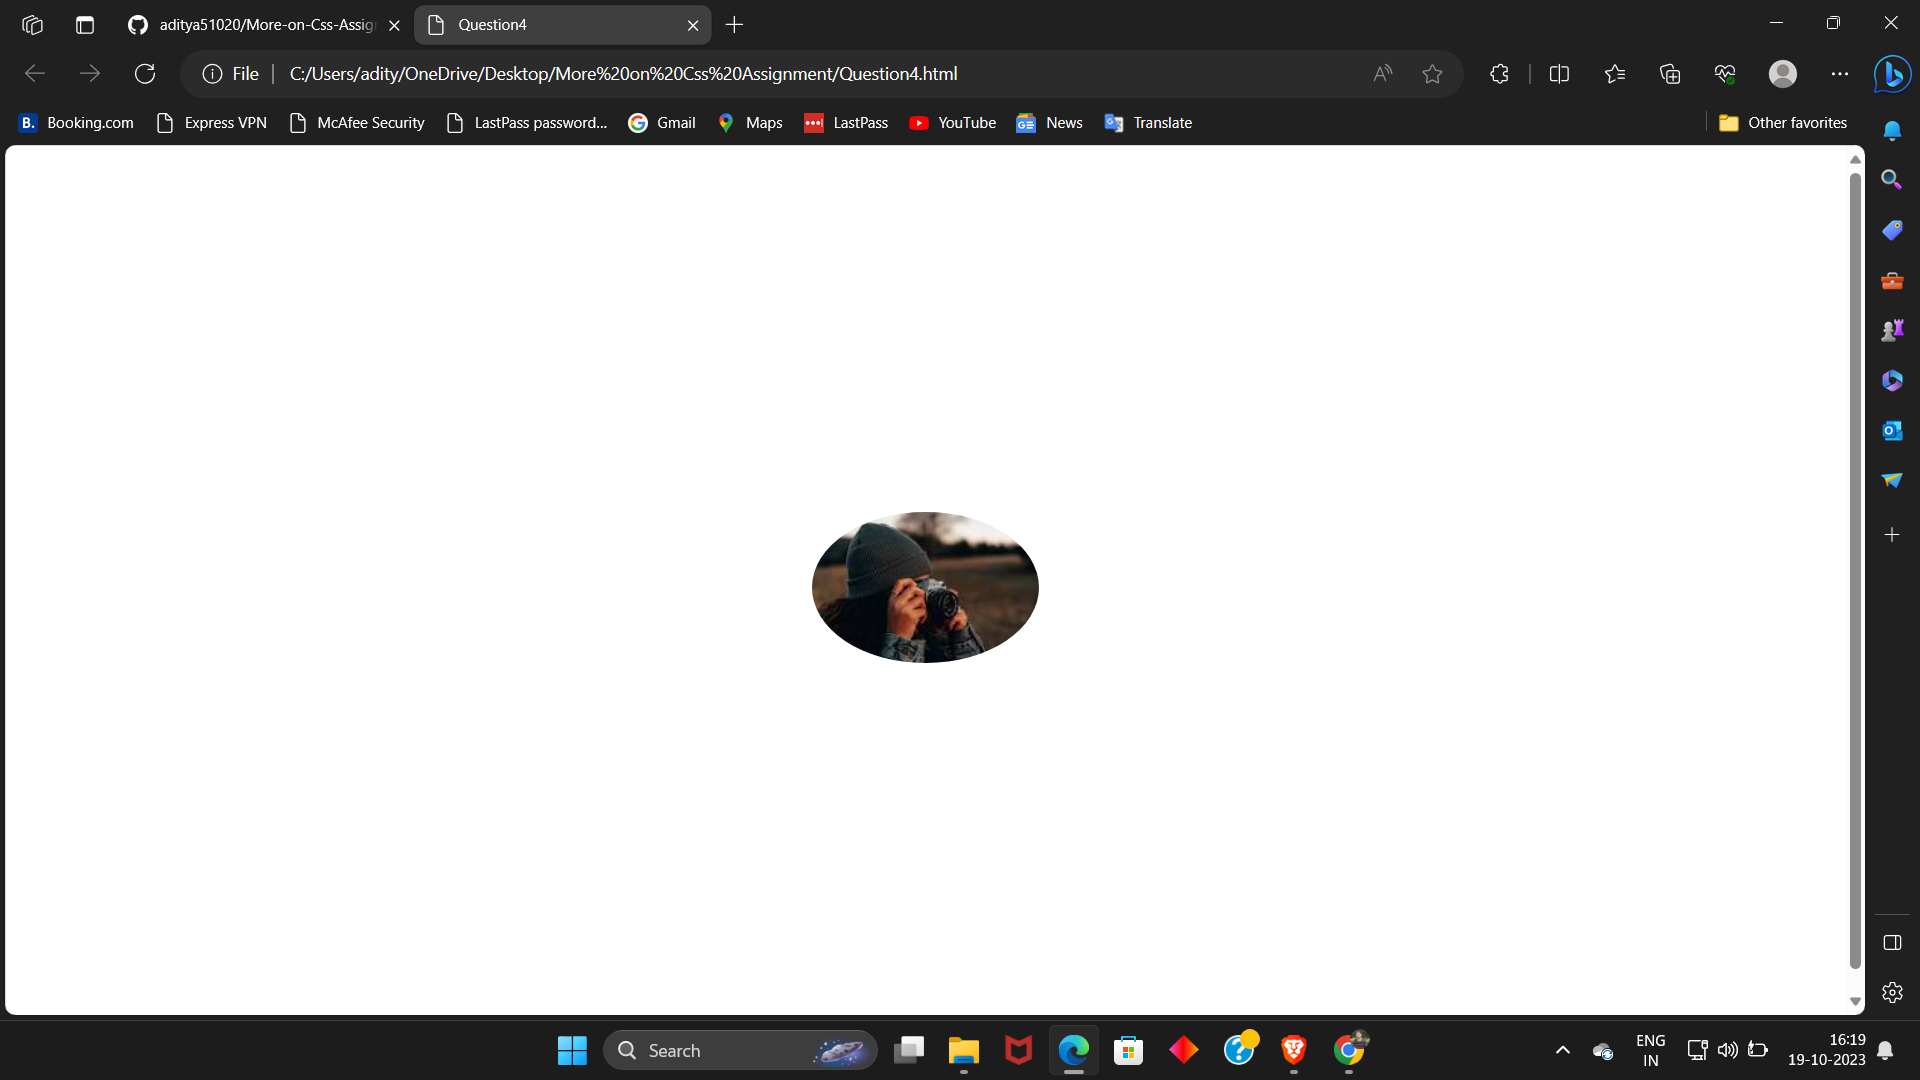 aditya51020/More-on-Css-Assig
Question4
File
C:/Users/adity/OneDrive/Desktop/More%20on%20Css%20Assignment/Question4.html
B. Booking.com
Express VPN
McAfee Security
LastPass password...
Gmail
Maps
LastPass
YouTube
News
Translate
Other favorites
Search
ENG
IN
16:19
19-10-2023